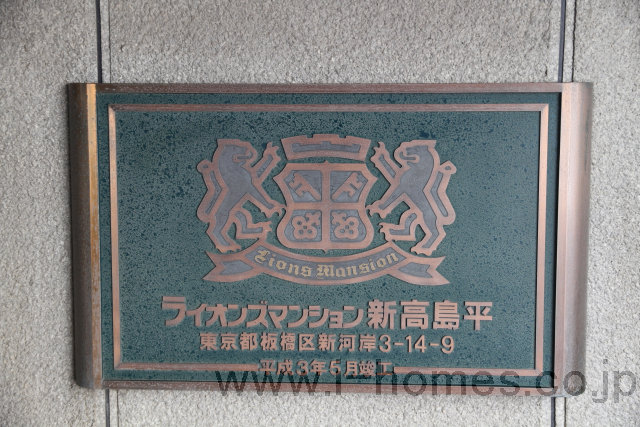 Lions Mansion
ライオンズマンション新高島平
東京都板橋区新河岸3-14-9
平成3年5月竣工
www.i-homes.co.jp